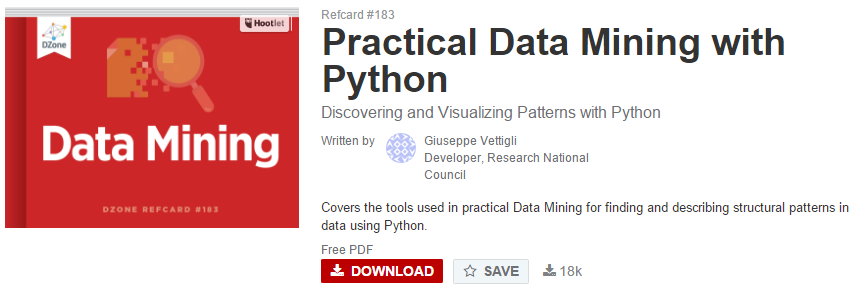 DZone
Hootlet
Data Mining
DZONE REFCARD #183
Refcard #183
Practical Data Mining with
Python
Discovering and Visualizing Patterns with Python
Written by
Giuseppe Vettigli
Developer, Research National
Council
Covers the tools used in practical Data Mining for finding and describing structural patterns in
data using Python.
Free PDF
DOWNLOAD
SAVE
18k